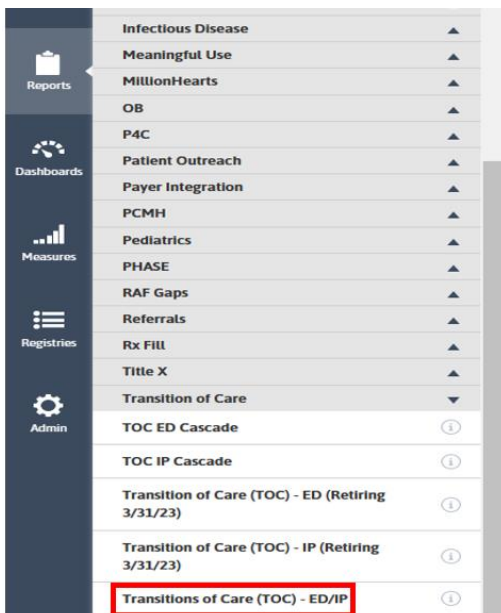 Reports
Dashboards
Measures
Registries
Admin
Infectious Disease
Meaningful Use
MillionHearts
OB
P4C
Patient Outreach
Payer Integration
PCMH
Pediatrics
PHASE
RAF Gaps
Referrals
Rx Fill
Title X
Transition of Care
TOC ED Cascade
TOC IP Cascade
Transition of Care (TOC) - ED (Retiring
3/31/23)
Transition of Care (TOC) - IP (Retiring
3/31/23)
Transitions of Care (TOC) - ED/IP